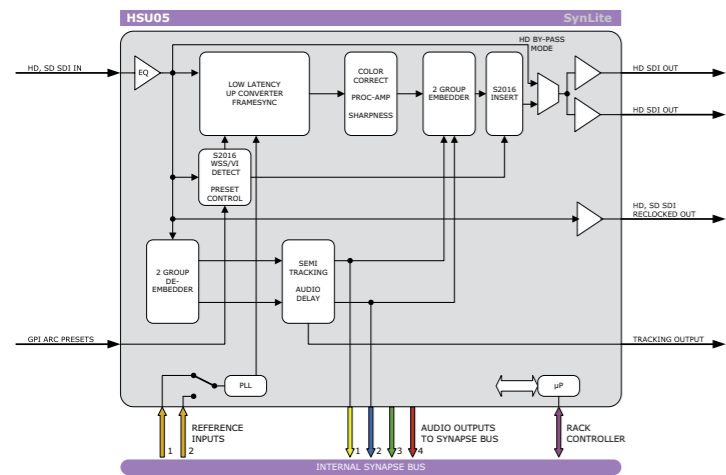 HSU05
SynLite
HD BY-PASS
MODE
HD, SD SDI IN
EQ
LOW LATENCY
UP CONVERTER
FRAMESYNC
COLOR
CORRECT
PROC-AMP
SHARPNESS
2 GROUP
EMBEDDER
S2016
INSERT
HD SDI OUT
HD SDI OUT
S2016
WSS/VI
DETECT
PRESET
CONTROL
HD, SD SDI
RECLOCKED OUT
2 GROUP
DE-
EMBEDDER
SEMI
TRACKING
AUDIO
DELAY
GPI ARC PRESETS
TRACKING OUTPUT
PLL
µP
REFERENCE
INPUTS
1
2
AUDIO OUTPUTS
TO SYNAPSE BUS
1
2
3
4
RACK
CONTROLLER
INTERNAL SYNAPSE BUS